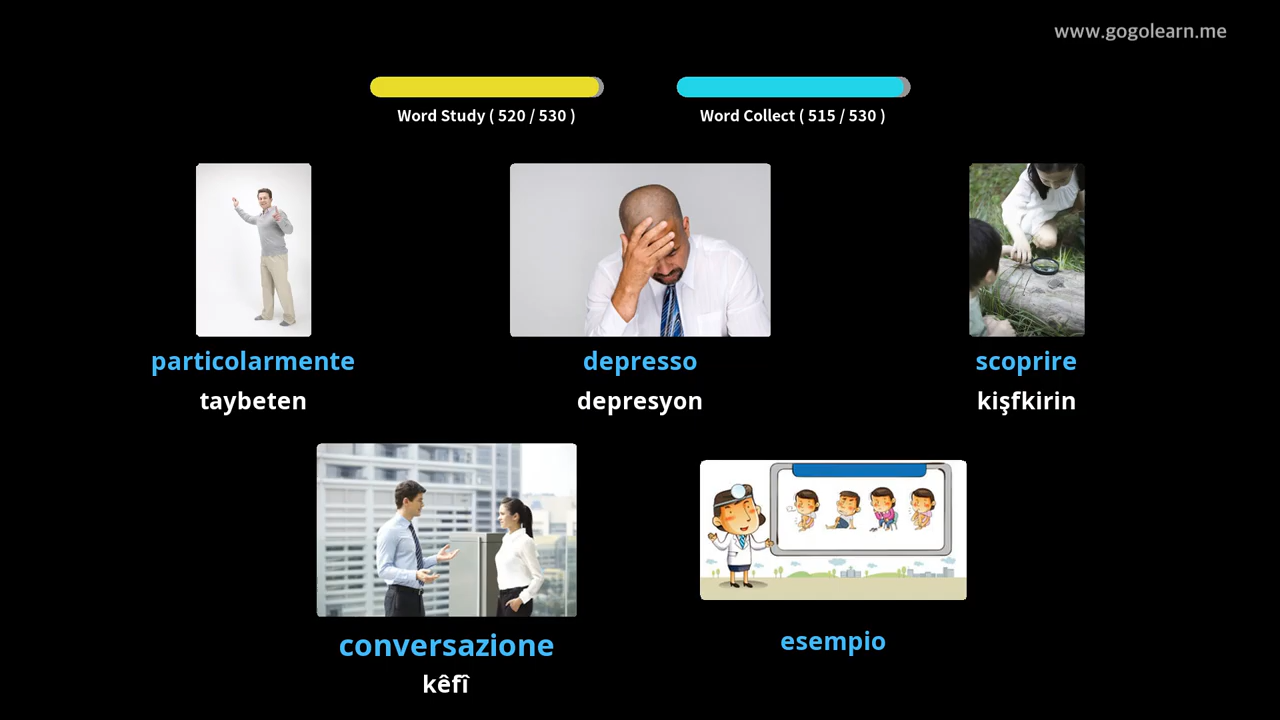 www.gogolearn.me
Word Study ( 520 / 530 )
Word Collect ( 515 / 530 )
particolarmente
taybeten
depresso
depresyon
scoprire
kişfkirin
conversazione
kêfî
esempio